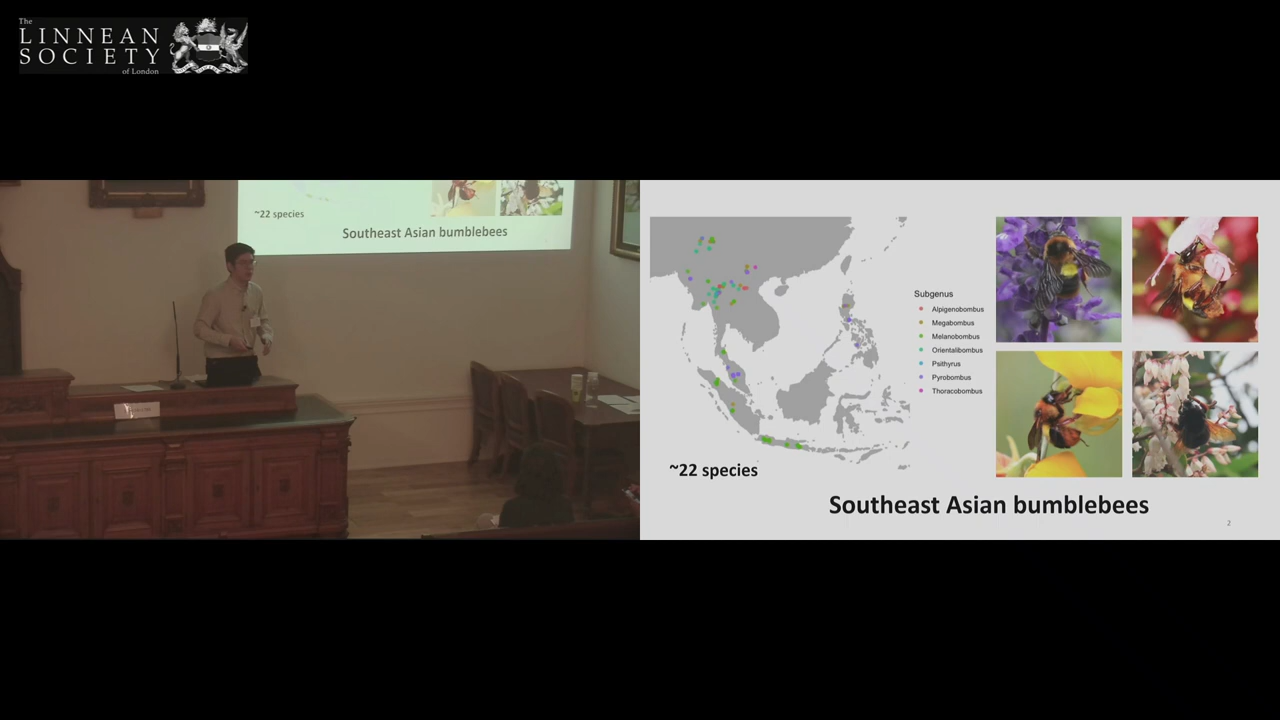 The
LINNEAN
SOCIETY
of London
~22 species
Southeast Asian bumblebees
Subgenus
Alpigenobombus
Megabombus
Melanobombus
Orientalibombus
Psithyrus
Pyrobombus
Thoracobombus
~22 species
Southeast Asian bumblebees
2